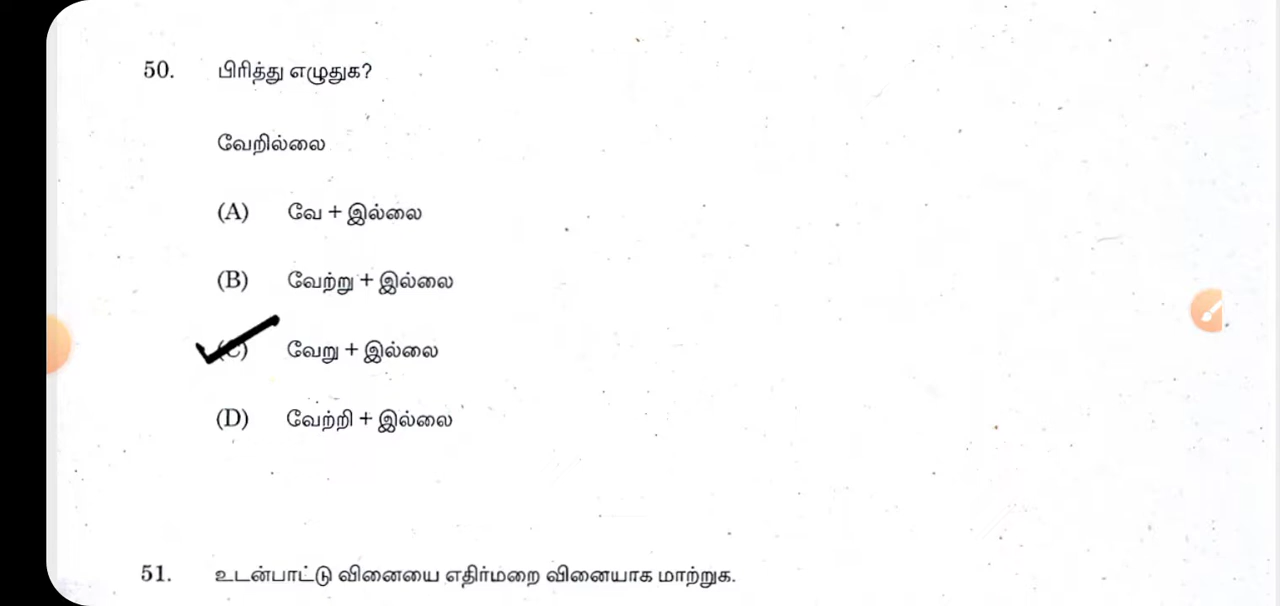 50. பிரித்து எழுதுக?
வேறில்லை
(A) வே + இல்லை
(B) வேற்று + இல்லை
(C) வேறு + இல்லை
(D) வேற்றி + இல்லை
51. உடன்பாட்டு வினையை எதிர்மறை வினையாக மாற்றுக.